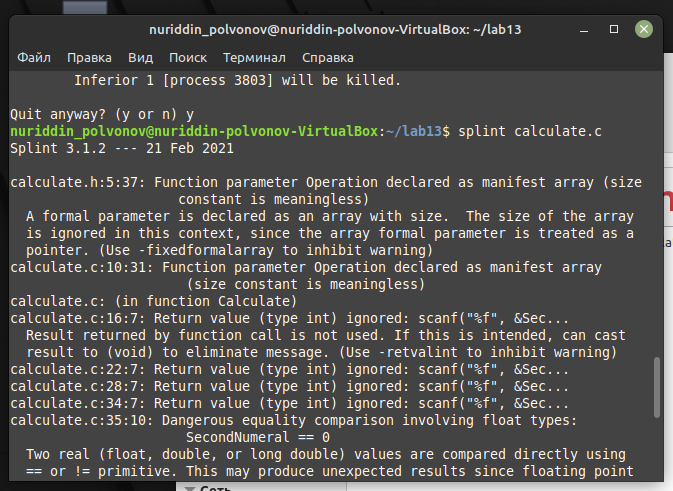 nuriddin_polvonov@nuriddin-polvonov-VirtualBox: ~/lab13
Файл Правка Вид Поиск Терминал Справка
Inferior 1 [process 3803] will be killed.
Quit anyway? (y or n) y
nuriddin_polvonov@nuriddin-polvonov-VirtualBox:~/lab13$ splint calculate.c
Splint 3.1.2 --- 21 Feb 2021
calculate.h:5:37: Function parameter Operation declared as manifest array (size
constant is meaningless)
A formal parameter is declared as an array with size.  The size of the array
is ignored in this context, since the array formal parameter is treated as a
pointer. (Use -fixedformalarray to inhibit warning)
calculate.c:10:31: Function parameter Operation declared as manifest array
(size constant is meaningless)
calculate.c: (in function Calculate)
calculate.c:16:7: Return value (type int) ignored: scanf("%f", &Sec...
Result returned by function call is not used. If this is intended, can cast
result to (void) to eliminate message. (Use -retvalint to inhibit warning)
calculate.c:22:7: Return value (type int) ignored: scanf("%f", &Sec...
calculate.c:28:7: Return value (type int) ignored: scanf("%f", &Sec...
calculate.c:34:7: Return value (type int) ignored: scanf("%f", &Sec...
calculate.c:35:10: Dangerous equality comparison involving float types:
SecondNumeral == 0
Two real (float, double, or long double) values are compared directly using
== or != primitive. This may produce unexpected results since floating point